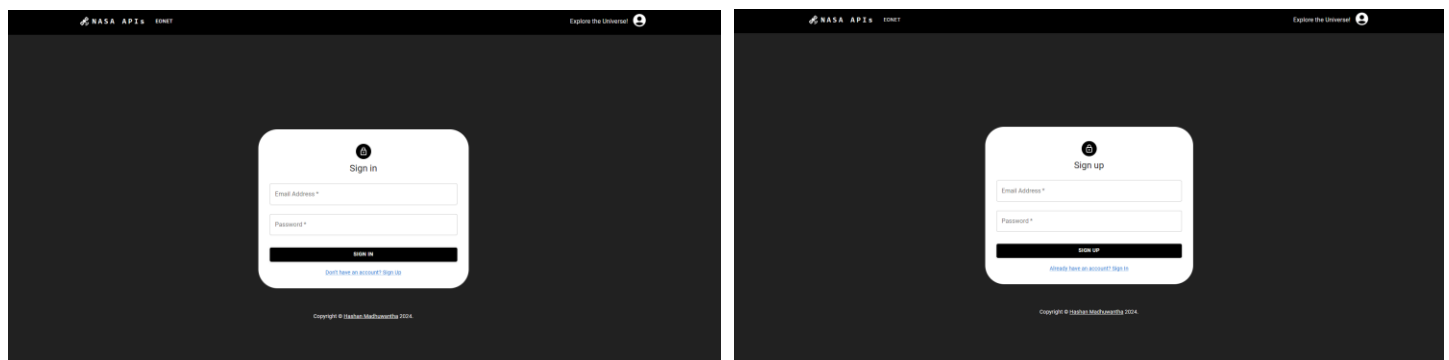 NASA APIs EONET Explore the Universe!
Sign in
Email Address *
Password *
SIGN IN
Don't have an account? Sign Up
Copyright © Hashan Madhuwantha 2024.
NASA APIs EONET Explore the Universe!
Sign up
Email Address *
Password *
SIGN UP
Already have an account? Sign In
Copyright © Hashan Madhuwantha 2024.